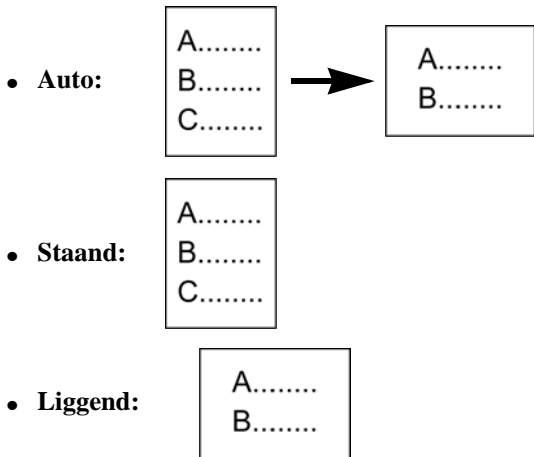 • Auto:
A........
B........
C........
A........
B........
• Staand:
A........
B........
C........
• Liggend:
A........
B........